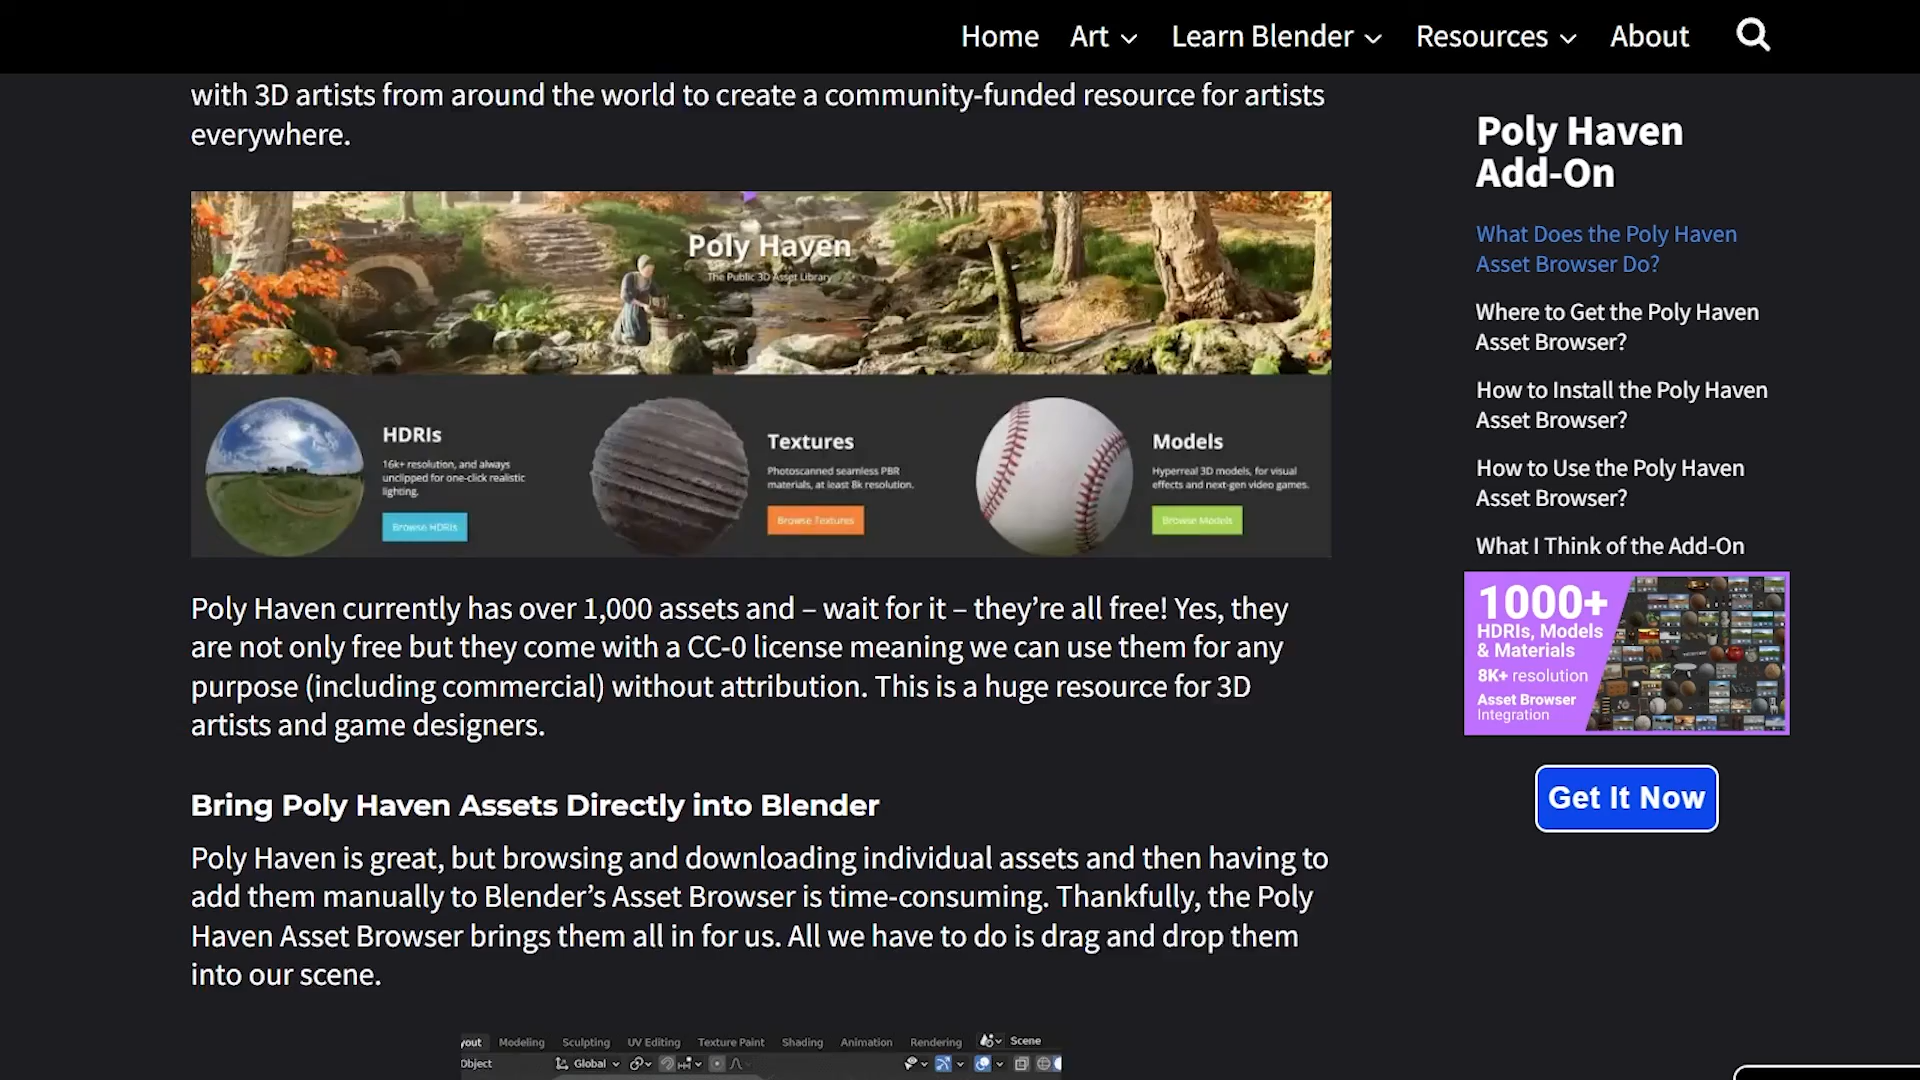 Home Art Learn Blender Resources About
with 3D artists from around the world to create a community-funded resource for artists
everywhere.
Poly Haven
The Public 3D Asset Library
HDRIs
16k+ resolution, and always
unclipped for one-click realistic
lighting.
Browse HDRIs
Textures
Photoscanned seamless PBR
materials, at least 8k resolution.
Browse Textures
Models
Hyperreal 3D models, for visual
effects and next-gen video games.
Browse Models
Poly Haven currently has over 1,000 assets and – wait for it – they’re all free! Yes, they
are not only free but they come with a CC-0 license meaning we can use them for any
purpose (including commercial) without attribution. This is a huge resource for 3D
artists and game designers.
Bring Poly Haven Assets Directly into Blender
Poly Haven is great, but browsing and downloading individual assets and then having to
add them manually to Blender’s Asset Browser is time-consuming. Thankfully, the Poly
Haven Asset Browser brings them all in for us. All we have to do is drag and drop them
into our scene.
yout Modeling Sculpting UV Editing Texture Paint Shading Animation Rendering Scene
Object Global
Poly Haven
Add-On
What Does the Poly Haven
Asset Browser Do?
Where to Get the Poly Haven
Asset Browser?
How to Install the Poly Haven
Asset Browser?
How to Use the Poly Haven
Asset Browser?
What I Think of the Add-On
1000+
HDRIs, Models
& Materials
8K+ resolution
Asset Browser
Integration
Get It Now